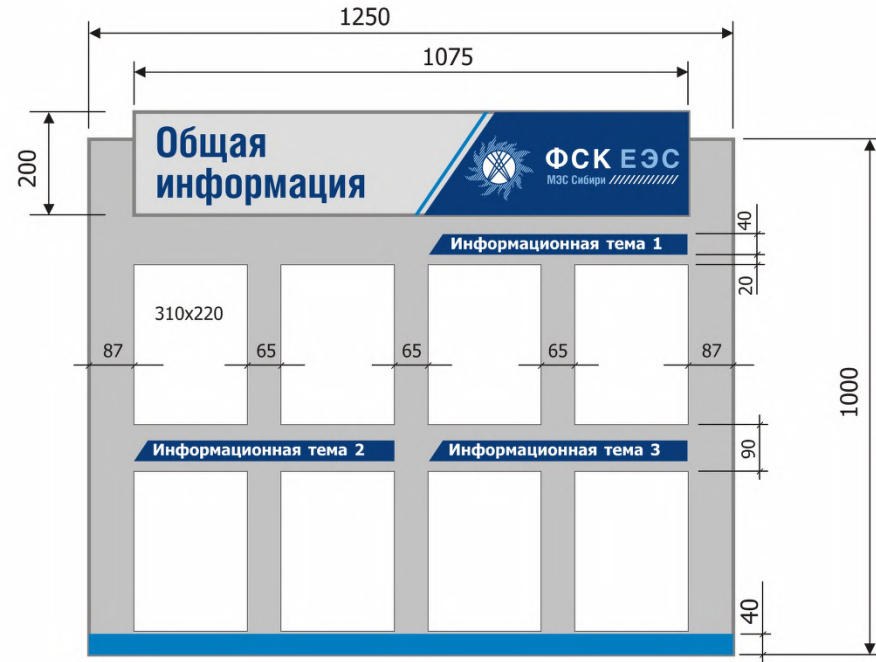 1250
1075
200
Общая
информация
ФСК ЕЭС
МЭС Сибири
40
Информационная тема 1
20
310x220
87
65
65
65
87
1000
90
Информационная тема 2
Информационная тема 3
40